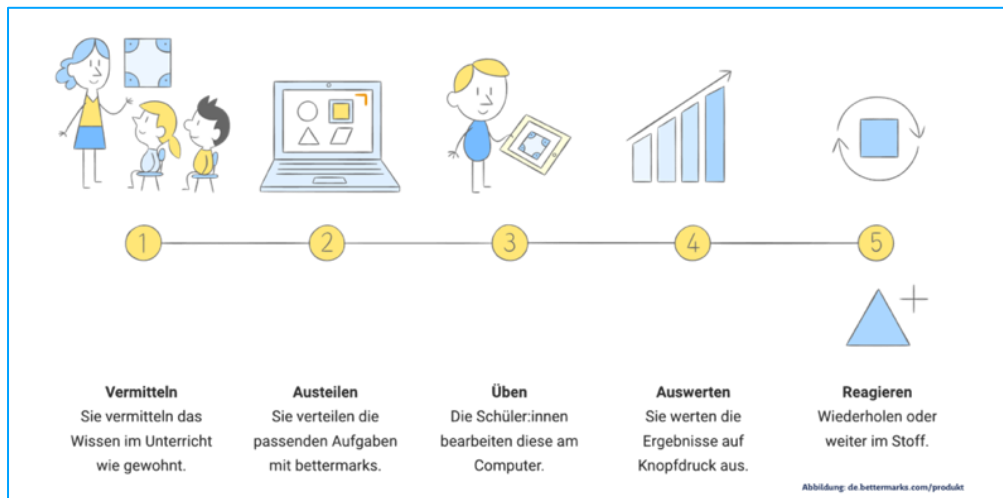 1
2
3
4
5
Vermitteln
Sie vermitteln das
Wissen im Unterricht
wie gewohnt.
Austeilen
Sie verteilen die
passenden Aufgaben
mit bettermarks.
Üben
Die Schüler:innen
bearbeiten diese am
Computer.
Auswerten
Sie werten die
Ergebnisse auf
Knopfdruck aus.
Reagieren
Wiederholen oder
weiter im Stoff.
Abbildung: de.bettermarks.com/produkt